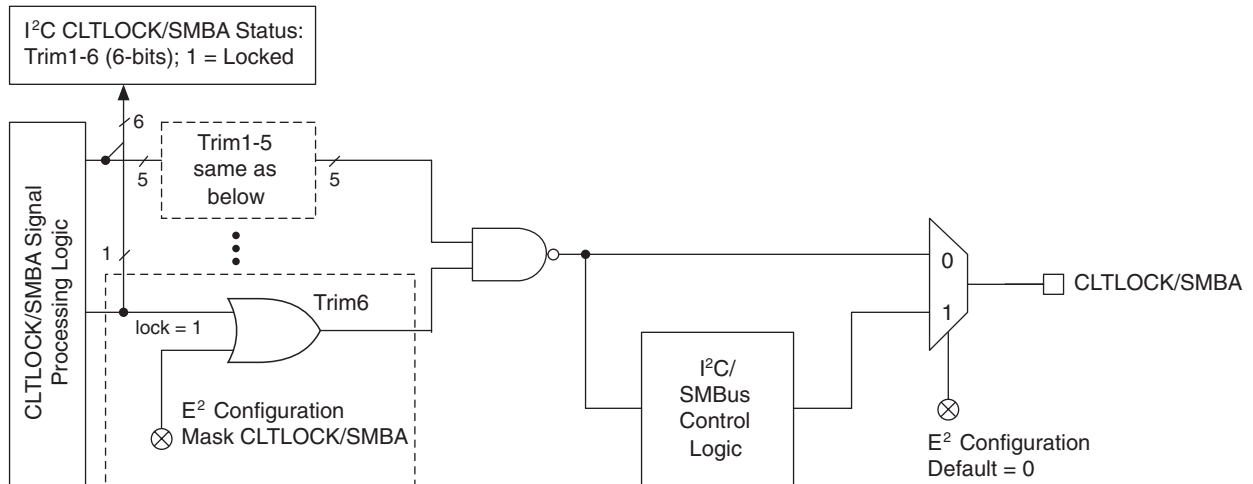 I²C CLTLOCK/SMBA Status:
Trim1-6 (6-bits); 1 = Locked
6
CLTLOCK/SMBA Signal
Processing Logic
5
Trim1-5
same as
below
5
1
Trim6
lock = 1
E² Configuration
Mask CLTLOCK/SMBA
I²C/
SMBus
Control
Logic
0
1
CLTLOCK/SMBA
E² Configuration
Default = 0